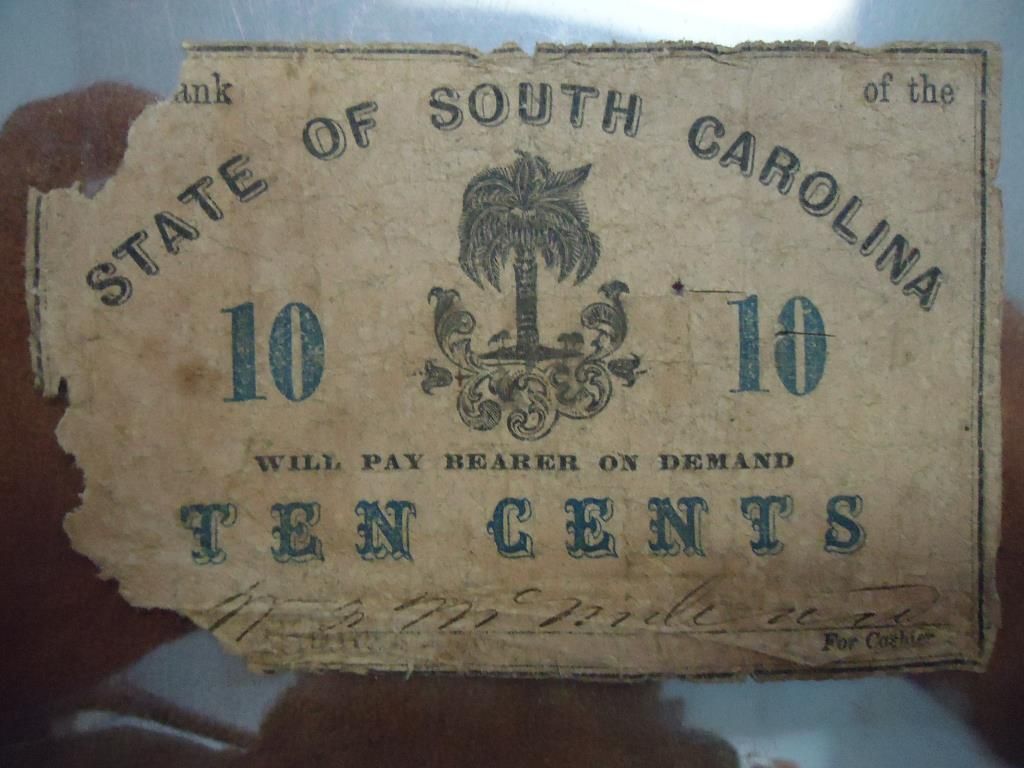 ank of the
STATE OF SOUTH CAROLINA
10 10
WILL PAY BEARER ON DEMAND
TEN CENTS
For Cashier